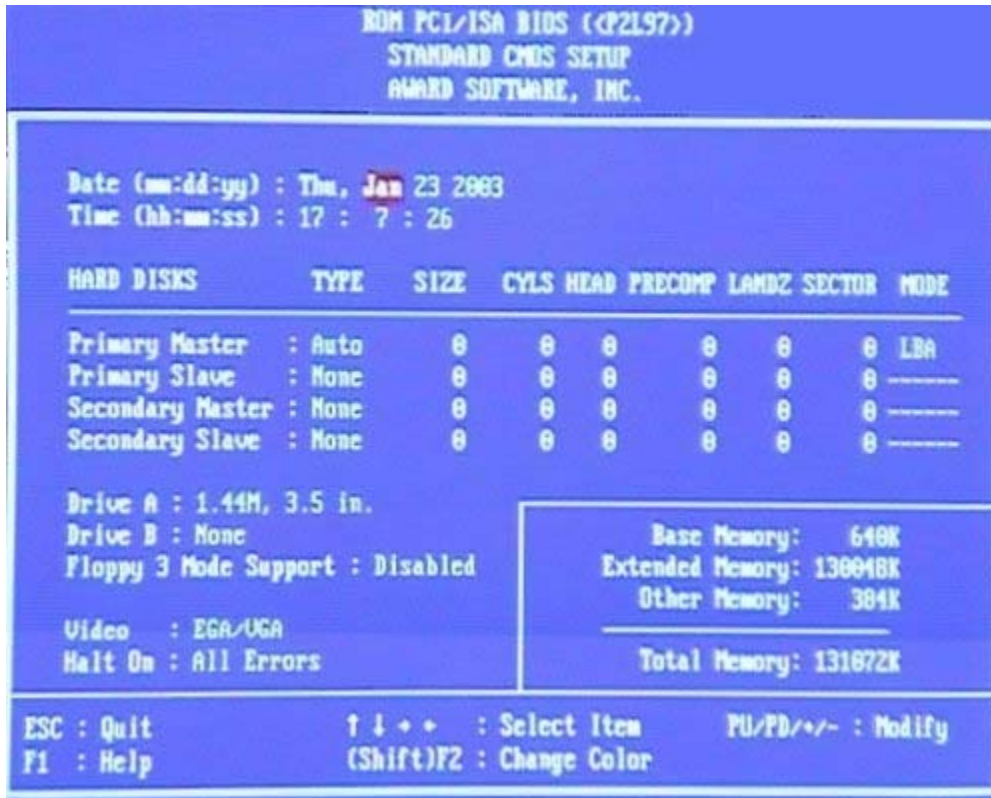 ROM PCI/ISA BIOS (<P2L97>)
STANDARD CMOS SETUP
AWARD SOFTWARE, INC.
Date (mm:dd:yy) : Thu, Jan 23 2003
Time (hh:mm:ss) : 17 : 7 : 26
HARD DISKS TYPE SIZE CYLS HEAD PRECOMP LANDZ SECTOR MODE
Primary Master : Auto 0 0 0 0 0 0 LBA
Primary Slave : None 0 0 0 0 0 0 ------
Secondary Master : None 0 0 0 0 0 0 ------
Secondary Slave : None 0 0 0 0 0 0 ------
Drive A : 1.44M, 3.5 in.
Drive B : None
Floppy 3 Mode Support : Disabled
Video : EGA/VGA
Halt On : All Errors
Base Memory: 640K
Extended Memory: 130048K
Other Memory: 384K
Total Memory: 131072K
ESC : Quit ↑ ↓ → ← : Select Item PU/PD/+/- : Modify
F1 : Help (Shift)F2 : Change Color